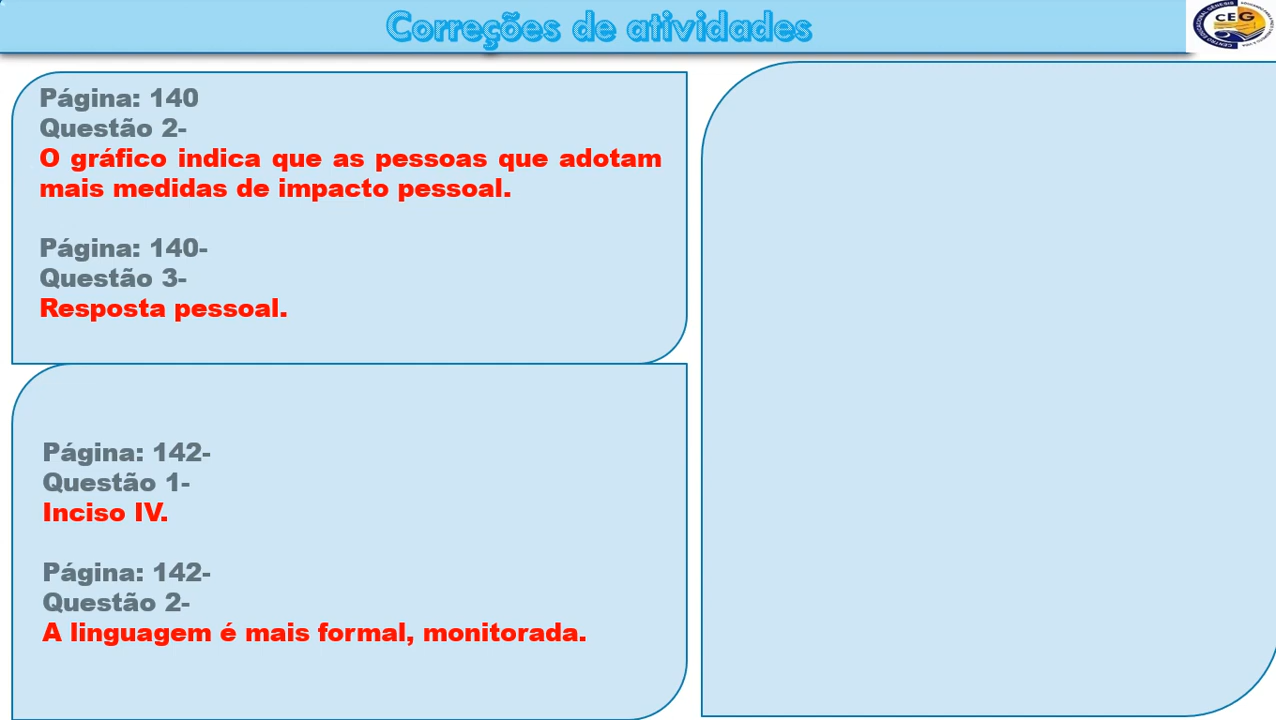 Correções de atividades
CEG
Página: 140
Questão 2-
O gráfico indica que as pessoas que adotam
mais medidas de impacto pessoal.
Página: 140-
Questão 3-
Resposta pessoal.
Página: 142-
Questão 1-
Inciso IV.
Página: 142-
Questão 2-
A linguagem é mais formal, monitorada.